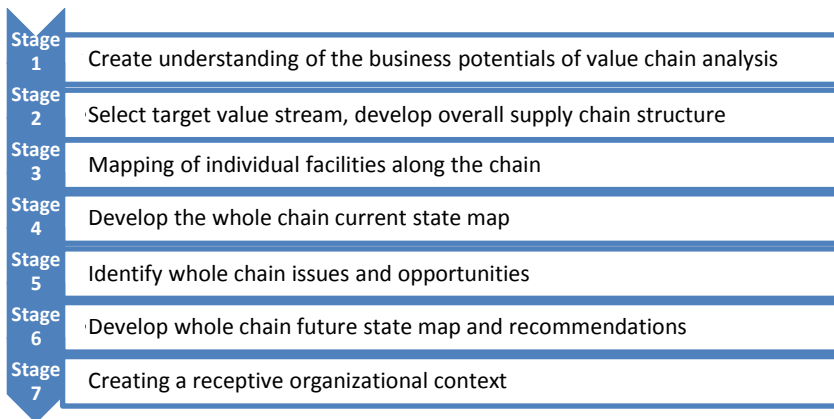 Stage
1
Create understanding of the business potentials of value chain analysis
Stage
2
·Select target value stream, develop overall supply chain structure
Stage
3
Mapping of individual facilities along the chain
Stage
4
Develop the whole chain current state map
Stage
5
Identify whole chain issues and opportunities
Stage
6
·Develop whole chain future state map and recommendations
Stage
7
Creating a receptive organizational context